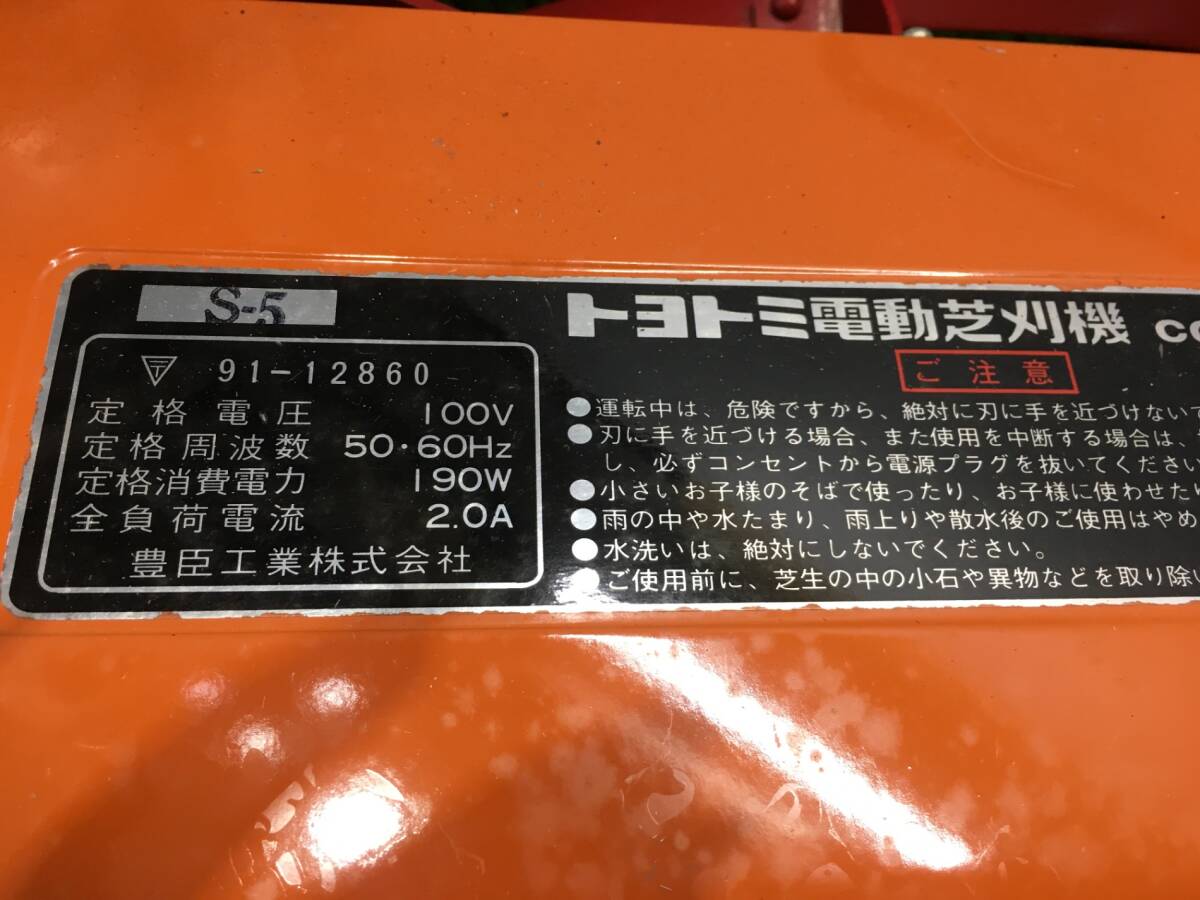 S-5
〒 91-12860
定格電圧 100V
定格周波数 50・60Hz
定格消費電力 190W
全負荷電流 2.0A
豊臣工業株式会社
トヨトミ電動芝刈機
ご注意
●運転中は、危険ですから、絶対に刃に手を近づけない
●刃に手を近づける場合、また使用を中断する場合は、
し、必ずコンセントから電源プラグを抜いてください
●小さいお子様のそばで使ったり、お子様に使わせたり
●雨の中や水たまり、雨上りや散水後のご使用はやめ
●水洗いは、絶対にしないでください。
●ご使用前に、芝生の中の小石や異物などを取り除